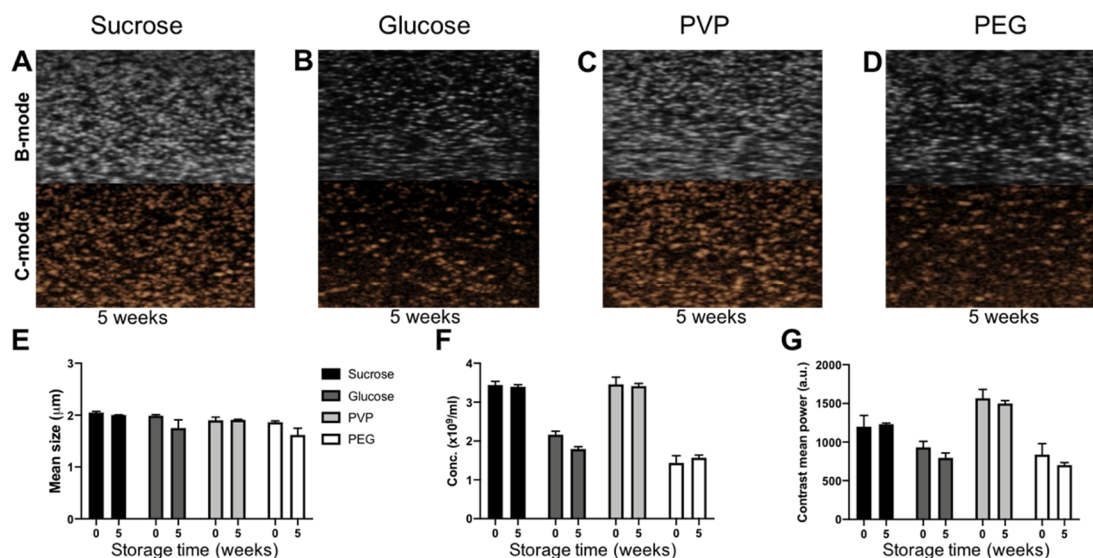 Sucrose Glucose PVP PEG
A B C D
B-mode
C-mode
5 weeks 5 weeks 5 weeks 5 weeks
E F G
Mean size (µm)
3
2
1
0
0 5 0 5 0 5 0 5
Storage time (weeks)
Sucrose
Glucose
PVP
PEG
Conc. (x10⁹/ml)
4
3
2
1
0
0 5 0 5 0 5 0 5
Storage time (weeks)
Contrast mean power (a.u.)
2000
1500
1000
500
0
0 5 0 5 0 5 0 5
Storage time (weeks)